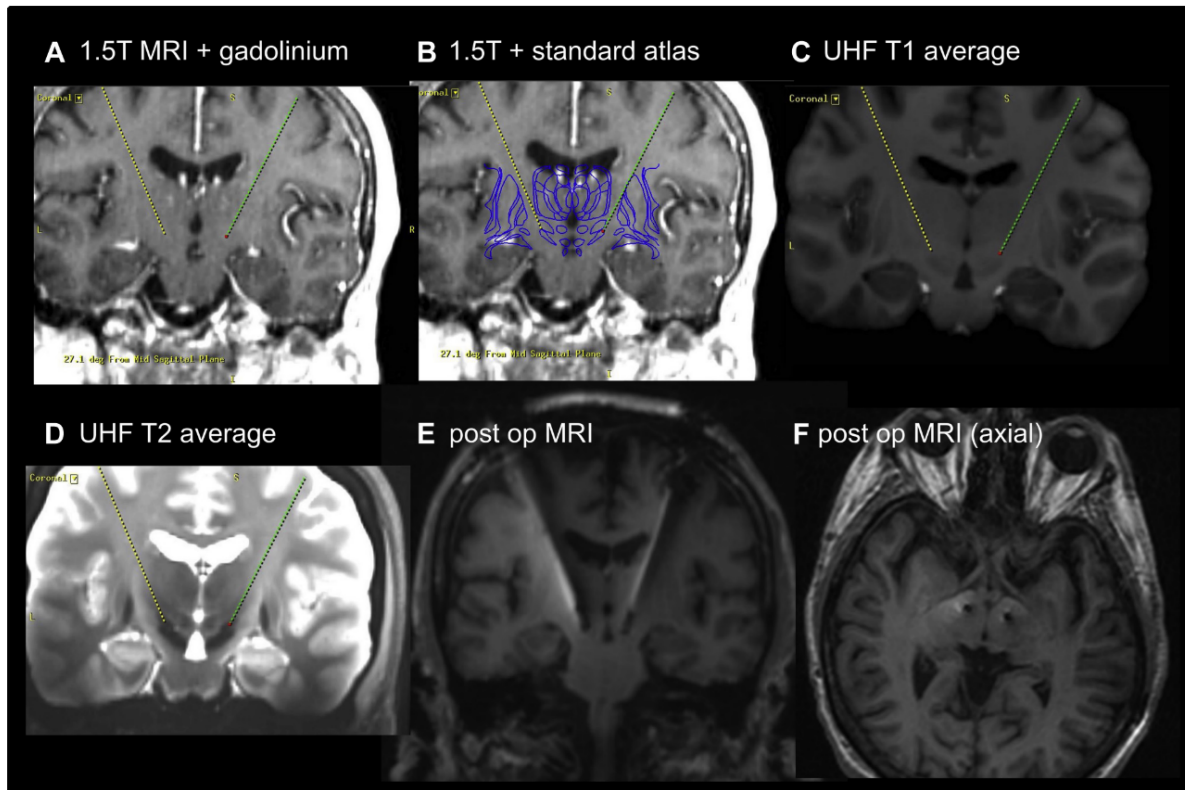 A 1.5T MRI + gadolinium
B 1.5T + standard atlas
C UHF T1 average
Coronal
S
L
27.1 deg From Mid Sagittal Plane
I
Coronal
S
R
27.1 deg From Mid Sagittal Plane
I
Coronal
S
L
D UHF T2 average
E post op MRI
F post op MRI (axial)
Coronal
S
L